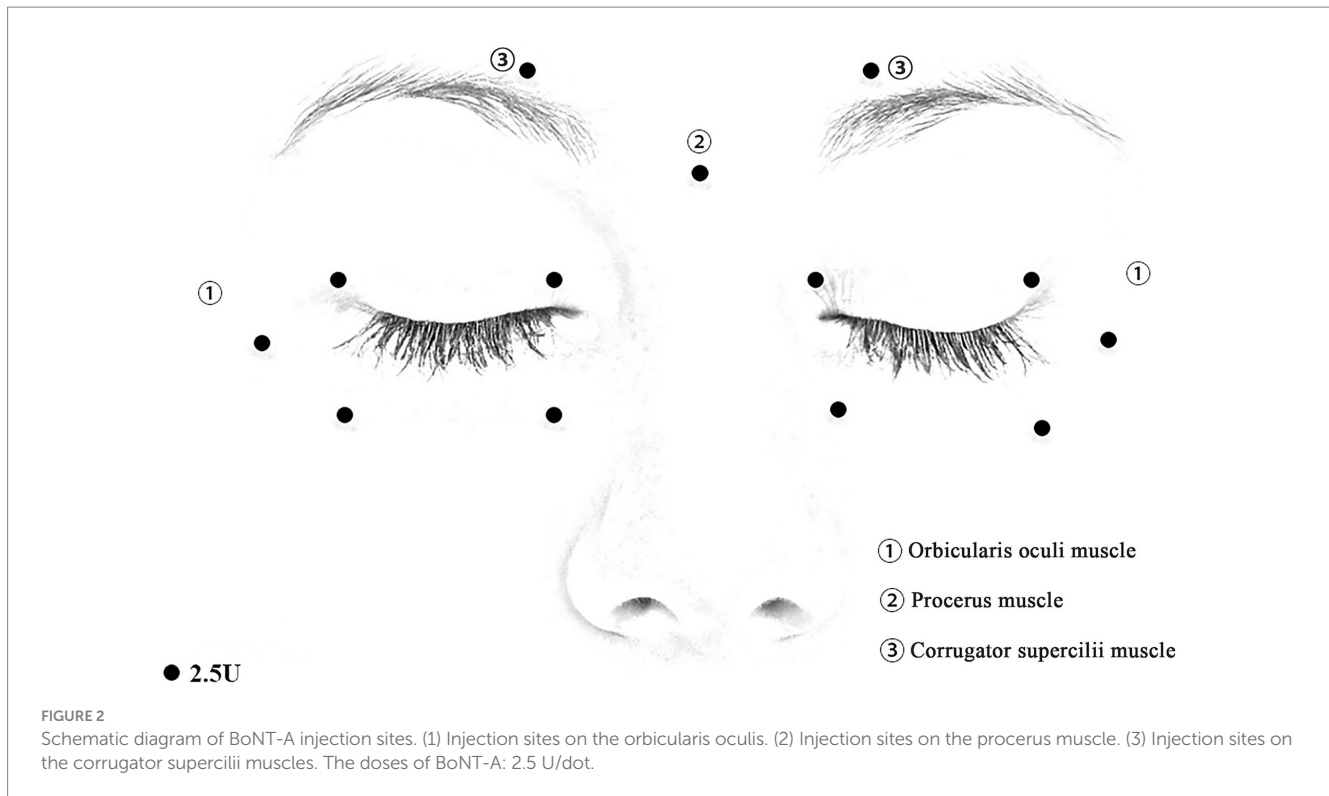 ③ ③
②
① ①
① Orbicularis oculi muscle
② Procerus muscle
③ Corrugator supercilii muscle
2.5U
FIGURE 2
Schematic diagram of BoNT-A injection sites. (1) Injection sites on the orbicularis oculis. (2) Injection sites on the procerus muscle. (3) Injection sites on
the corrugator supercilii muscles. The doses of BoNT-A: 2.5 U/dot.